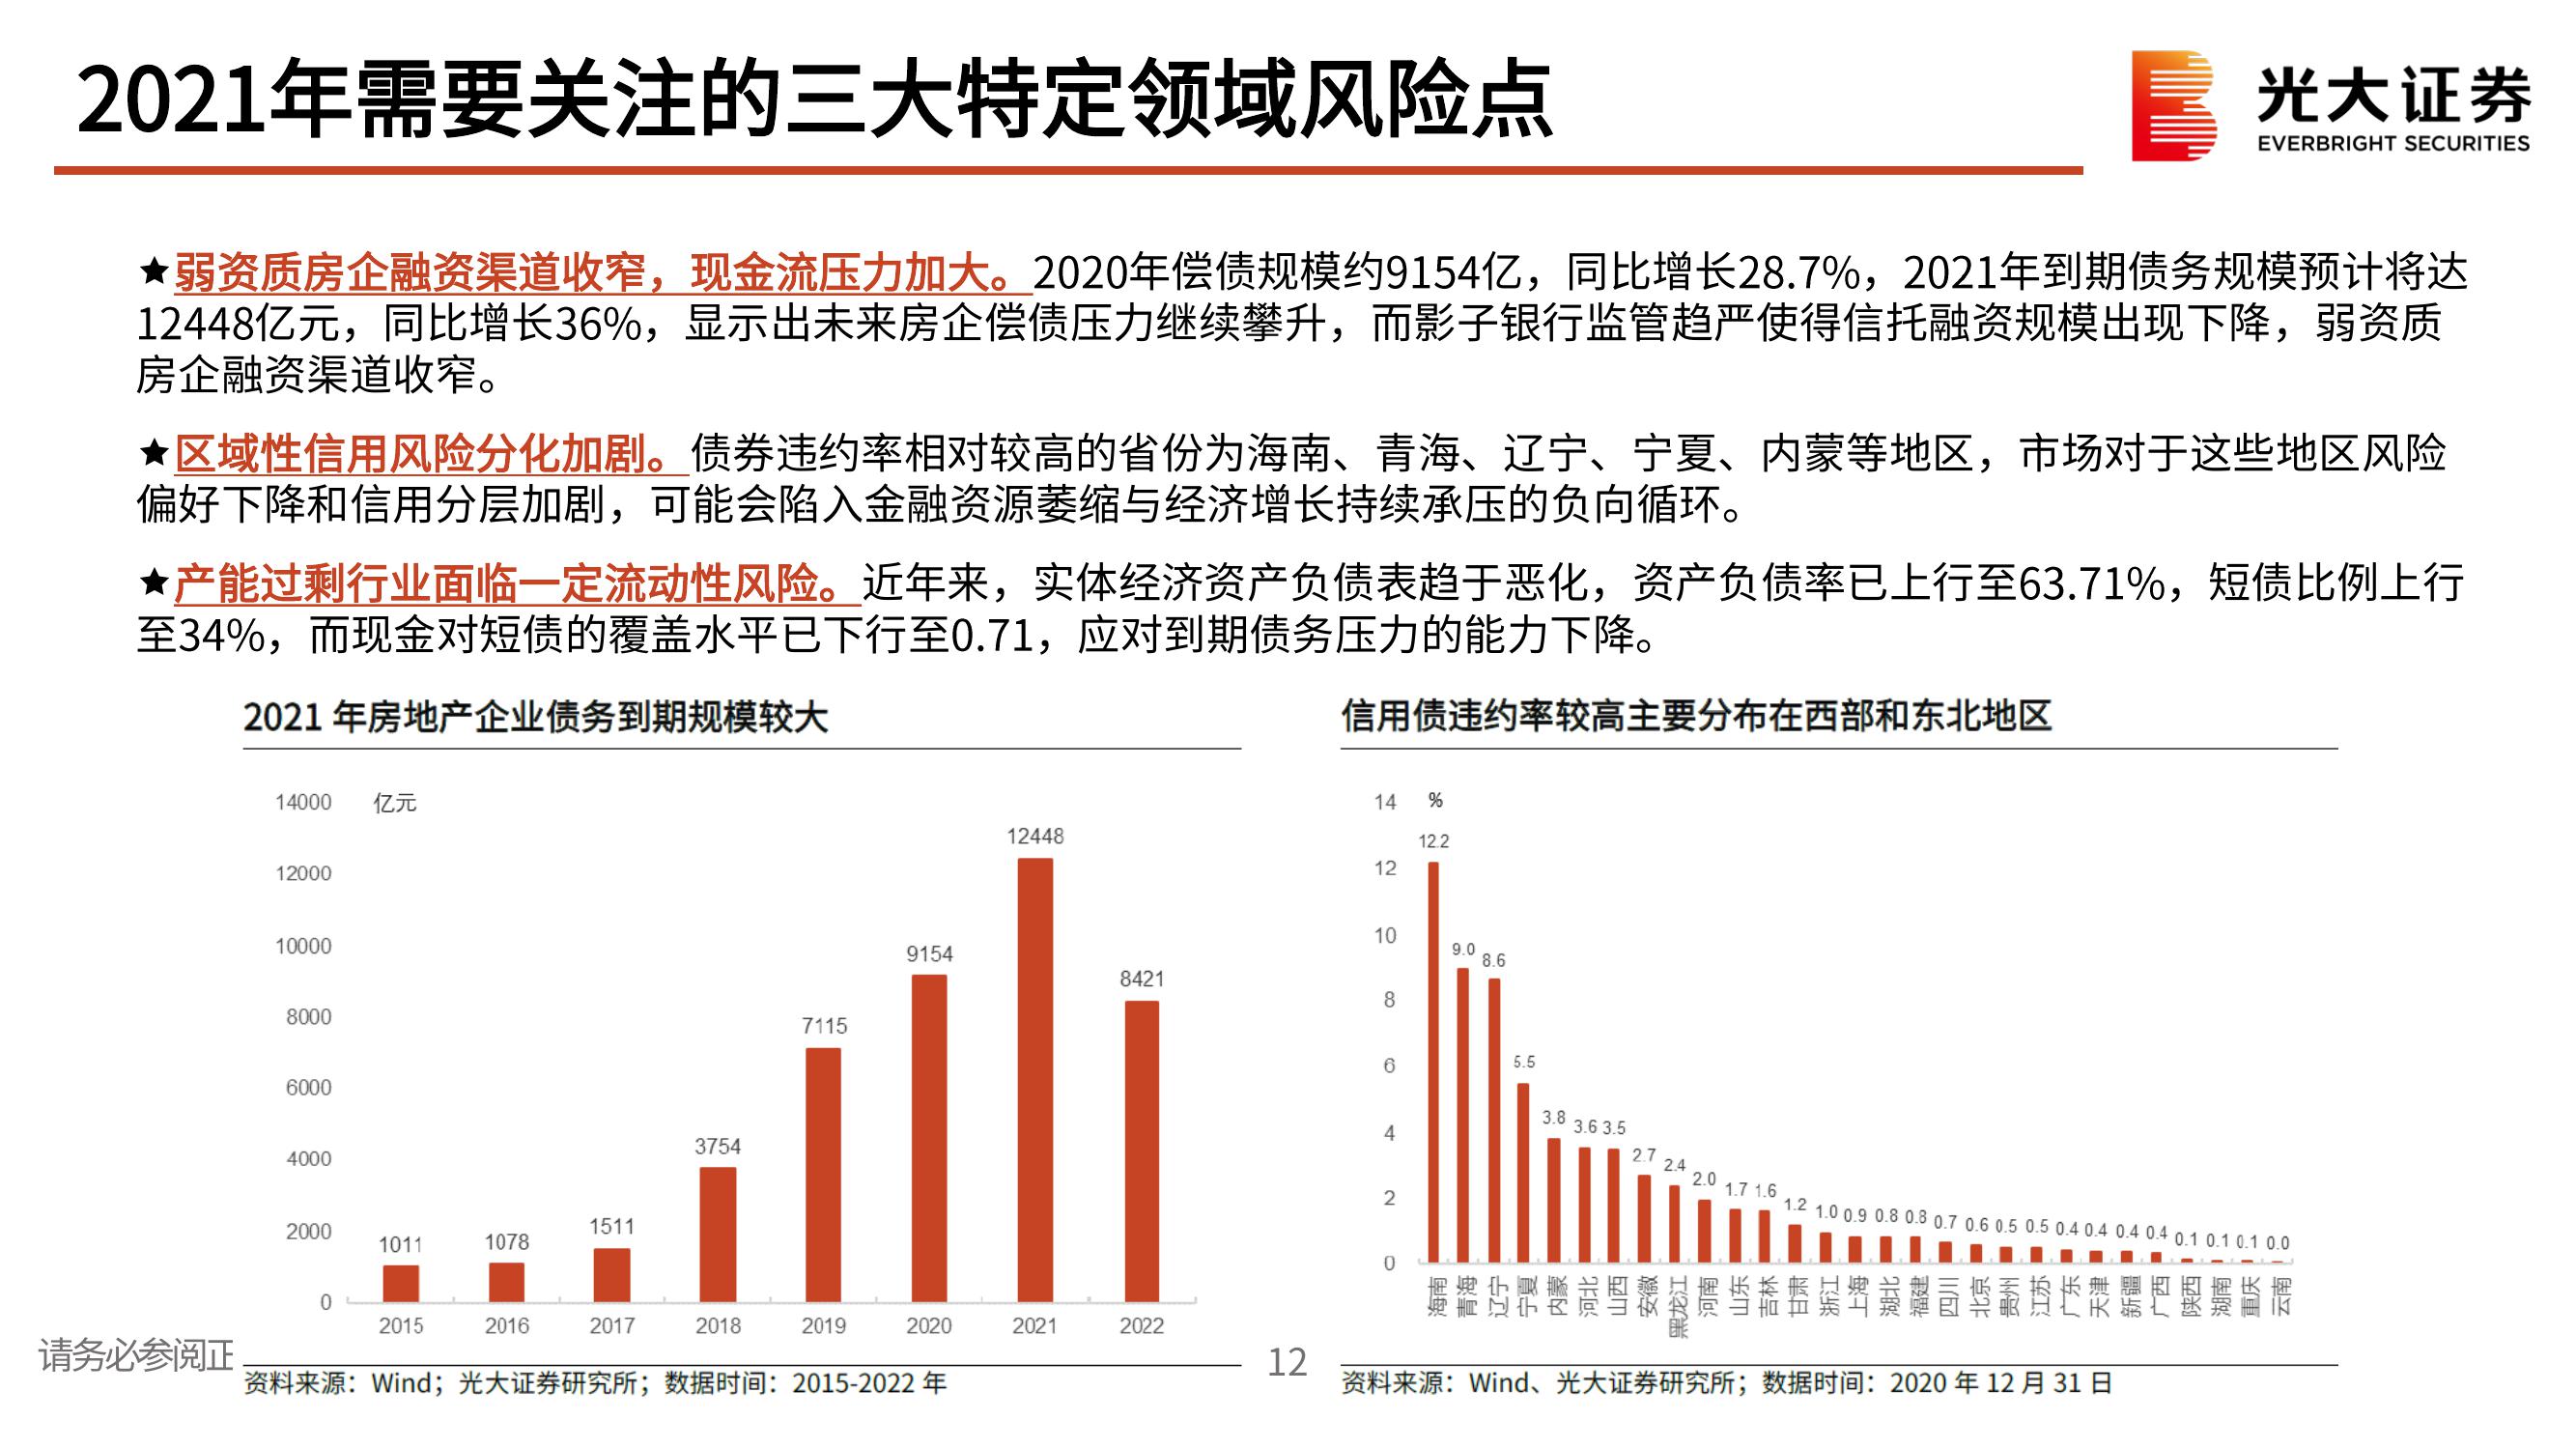 2021年需要关注的三大特定领域风险点
光大证券
EVERBRIGHT SECURITIES
★弱资质房企融资渠道收窄，现金流压力加大。2020年偿债规模约9154亿，同比增长28.7%，2021年到期债务规模预计将达
12448亿元，同比增长36%，显示出未来房企偿债压力继续攀升，而影子银行监管趋严使得信托融资规模出现下降，弱资质
房企融资渠道收窄。
★区域性信用风险分化加剧。债券违约率相对较高的省份为海南、青海、辽宁、宁夏、内蒙等地区，市场对于这些地区风险
偏好下降和信用分层加剧，可能会陷入金融资源萎缩与经济增长持续承压的负向循环。
★产能过剩行业面临一定流动性风险。近年来，实体经济资产负债表趋于恶化，资产负债率已上行至63.71%，短债比例上行
至34%，而现金对短债的覆盖水平已下行至0.71，应对到期债务压力的能力下降。
2021 年房地产企业债务到期规模较大
14000 亿元
12000
10000
8000
6000
4000
2000
0
1011 1078 1511 3754 7115 9154 12448 8421
2015 2016 2017 2018 2019 2020 2021 2022
资料来源：Wind；光大证券研究所；数据时间：2015-2022 年
信用债违约率较高主要分布在西部和东北地区
14 %
12
10
8
6
4
2
0
12.2 9.0 8.6 5.5 3.8 3.6 3.5 2.7 2.4 2.0 1.7 1.6 1.2 1.0 0.9 0.8 0.8 0.7 0.6 0.5 0.5 0.4 0.4 0.4 0.4 0.1 0.1 0.1 0.0
海南 青海 辽宁 宁夏 内蒙 河北 山西 安徽 黑龙江 河南 山东 吉林 甘肃 浙江 上海 湖北 福建 四川 北京 贵州 江苏 广东 天津 新疆 广西 陕西 湖南 重庆 云南
资料来源：Wind、光大证券研究所；数据时间：2020 年 12 月 31 日
请务必参阅正
12